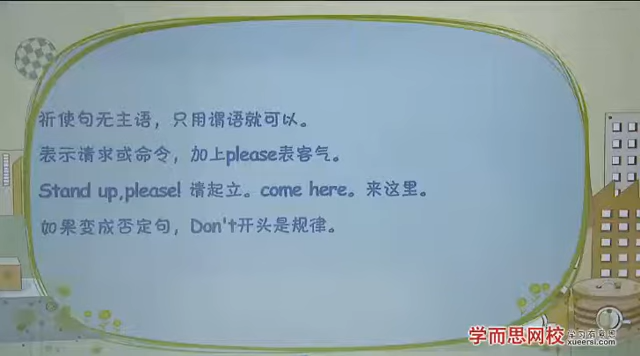 祈使句无主语，只用谓语就可以。
表示请求或命令，加上please表客气。
Stand up,please! 请起立。come here。来这里。
如果变成否定句，Don't开头是规律。
学而思网校
xueersi.com